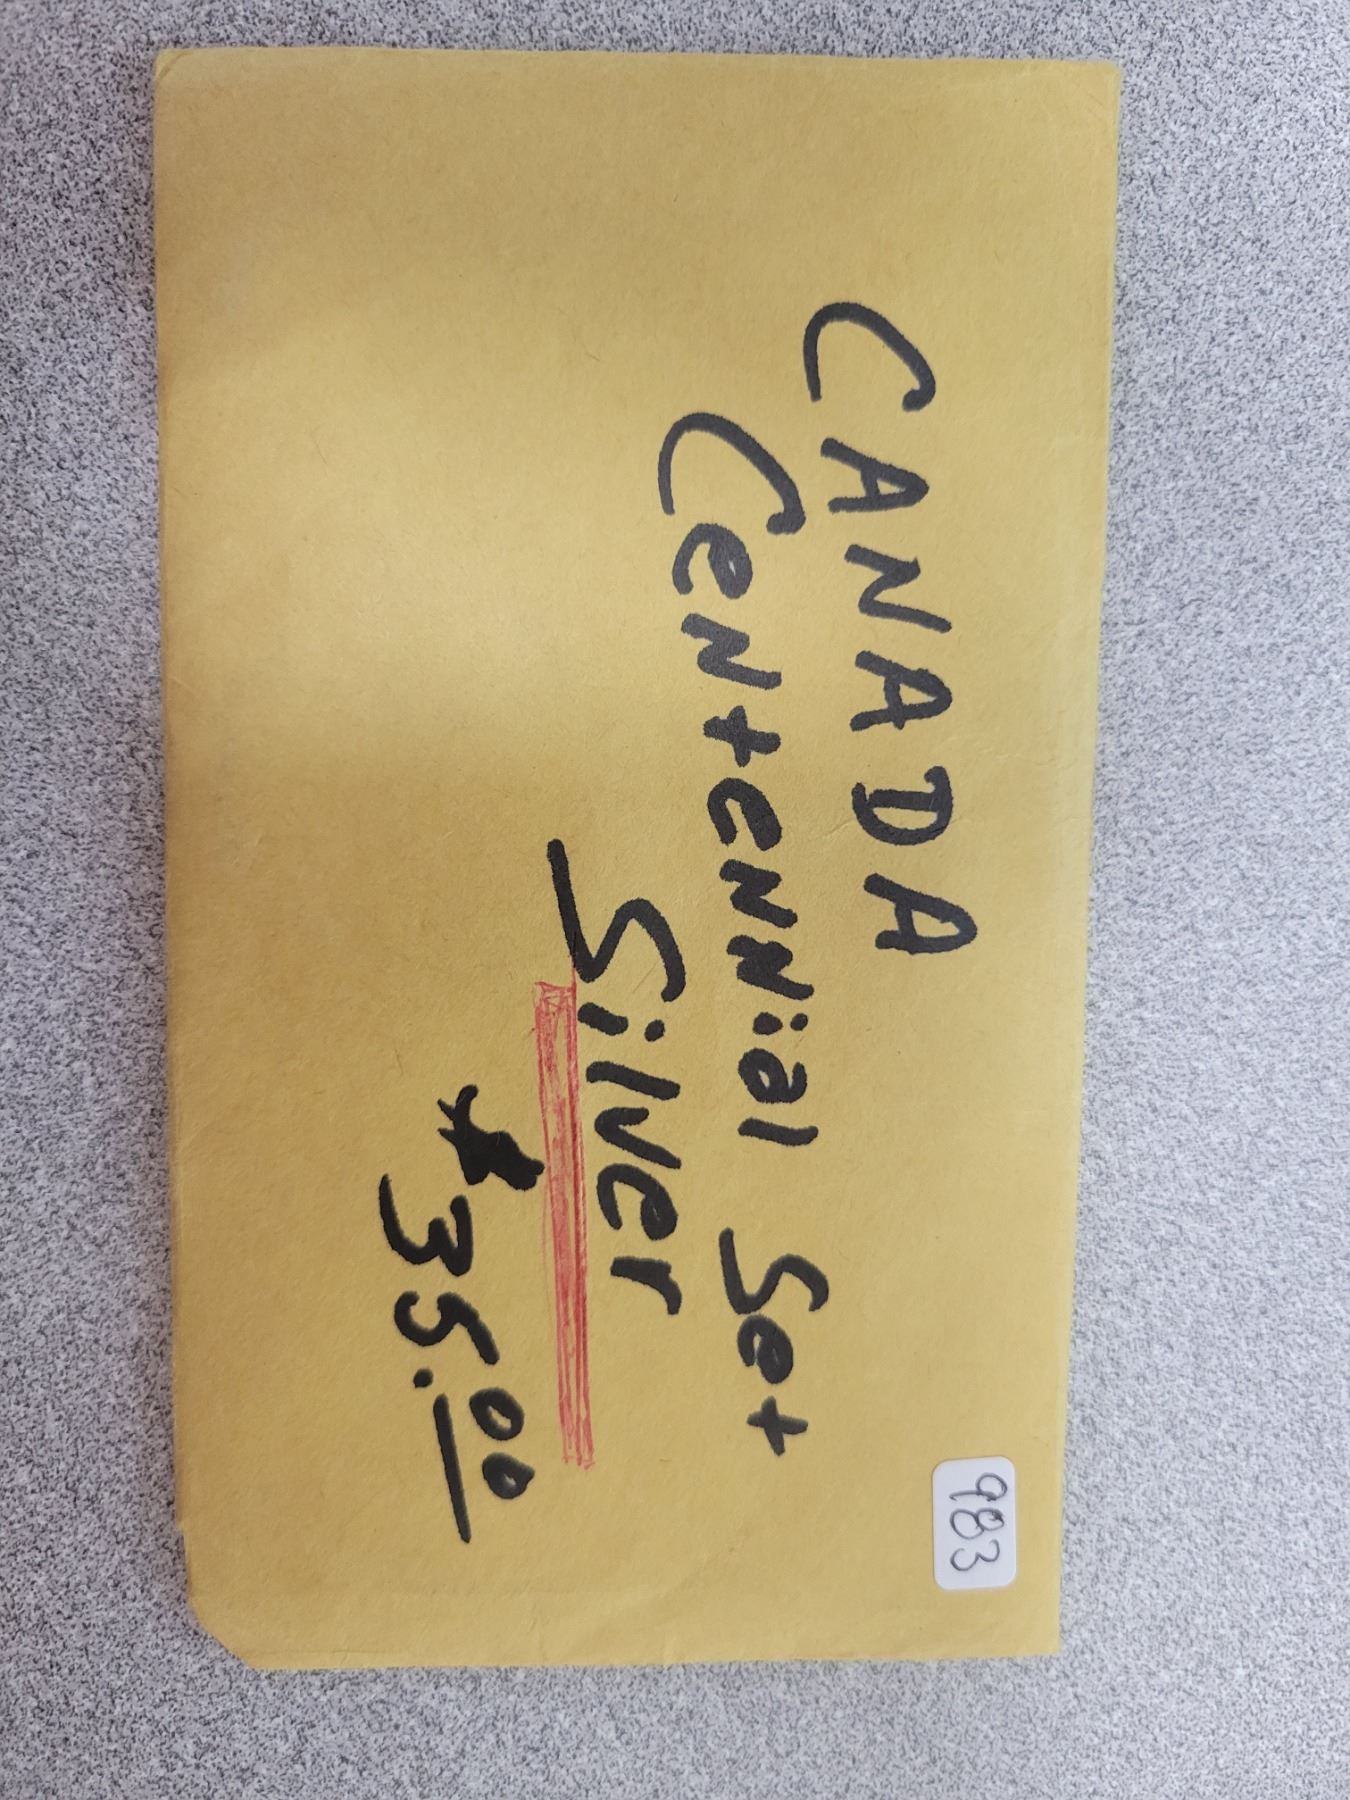 CANADA
Centennial Set
Silver
$35.00
983